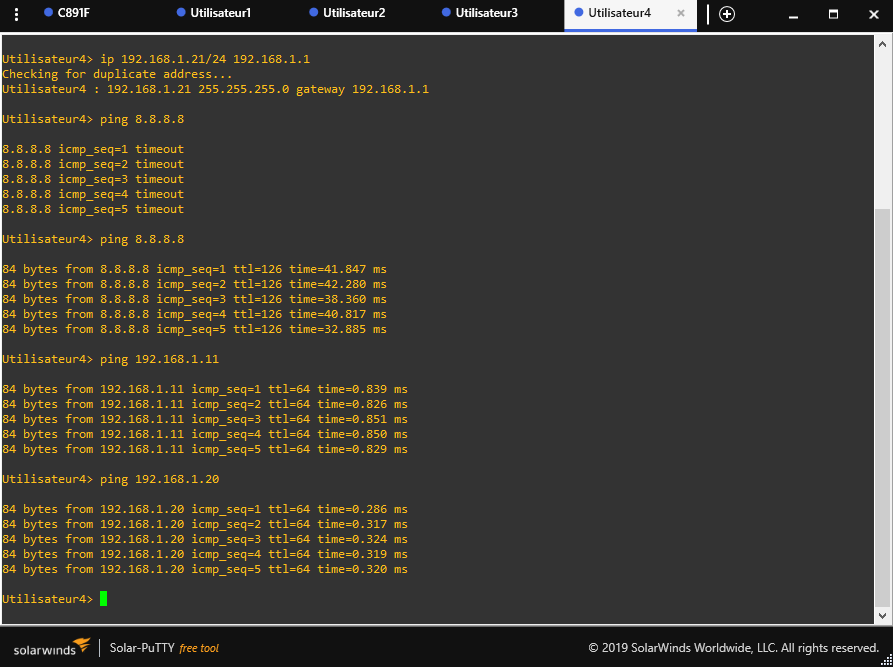 C891F Utilisateur1 Utilisateur2 Utilisateur3 Utilisateur4
Utilisateur4> ip 192.168.1.21/24 192.168.1.1
Checking for duplicate address...
Utilisateur4 : 192.168.1.21 255.255.255.0 gateway 192.168.1.1
Utilisateur4> ping 8.8.8.8
8.8.8.8 icmp_seq=1 timeout
8.8.8.8 icmp_seq=2 timeout
8.8.8.8 icmp_seq=3 timeout
8.8.8.8 icmp_seq=4 timeout
8.8.8.8 icmp_seq=5 timeout
Utilisateur4> ping 8.8.8.8
84 bytes from 8.8.8.8 icmp_seq=1 ttl=126 time=41.847 ms
84 bytes from 8.8.8.8 icmp_seq=2 ttl=126 time=42.280 ms
84 bytes from 8.8.8.8 icmp_seq=3 ttl=126 time=38.360 ms
84 bytes from 8.8.8.8 icmp_seq=4 ttl=126 time=40.817 ms
84 bytes from 8.8.8.8 icmp_seq=5 ttl=126 time=32.885 ms
Utilisateur4> ping 192.168.1.11
84 bytes from 192.168.1.11 icmp_seq=1 ttl=64 time=0.839 ms
84 bytes from 192.168.1.11 icmp_seq=2 ttl=64 time=0.826 ms
84 bytes from 192.168.1.11 icmp_seq=3 ttl=64 time=0.851 ms
84 bytes from 192.168.1.11 icmp_seq=4 ttl=64 time=0.850 ms
84 bytes from 192.168.1.11 icmp_seq=5 ttl=64 time=0.829 ms
Utilisateur4> ping 192.168.1.20
84 bytes from 192.168.1.20 icmp_seq=1 ttl=64 time=0.286 ms
84 bytes from 192.168.1.20 icmp_seq=2 ttl=64 time=0.317 ms
84 bytes from 192.168.1.20 icmp_seq=3 ttl=64 time=0.324 ms
84 bytes from 192.168.1.20 icmp_seq=4 ttl=64 time=0.319 ms
84 bytes from 192.168.1.20 icmp_seq=5 ttl=64 time=0.320 ms
Utilisateur4>
solarwinds Solar-PuTTY free tool © 2019 SolarWinds Worldwide, LLC. All rights reserved.